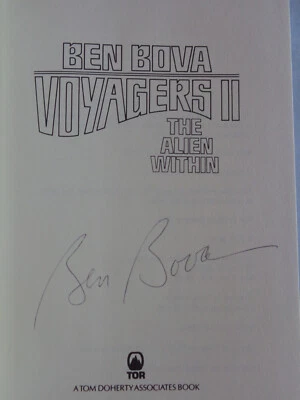 BEN BOVA
VOYAGERS II
THE
ALIEN
WITHIN
Ben Bova
TOR
A TOM DOHERTY ASSOCIATES BOOK